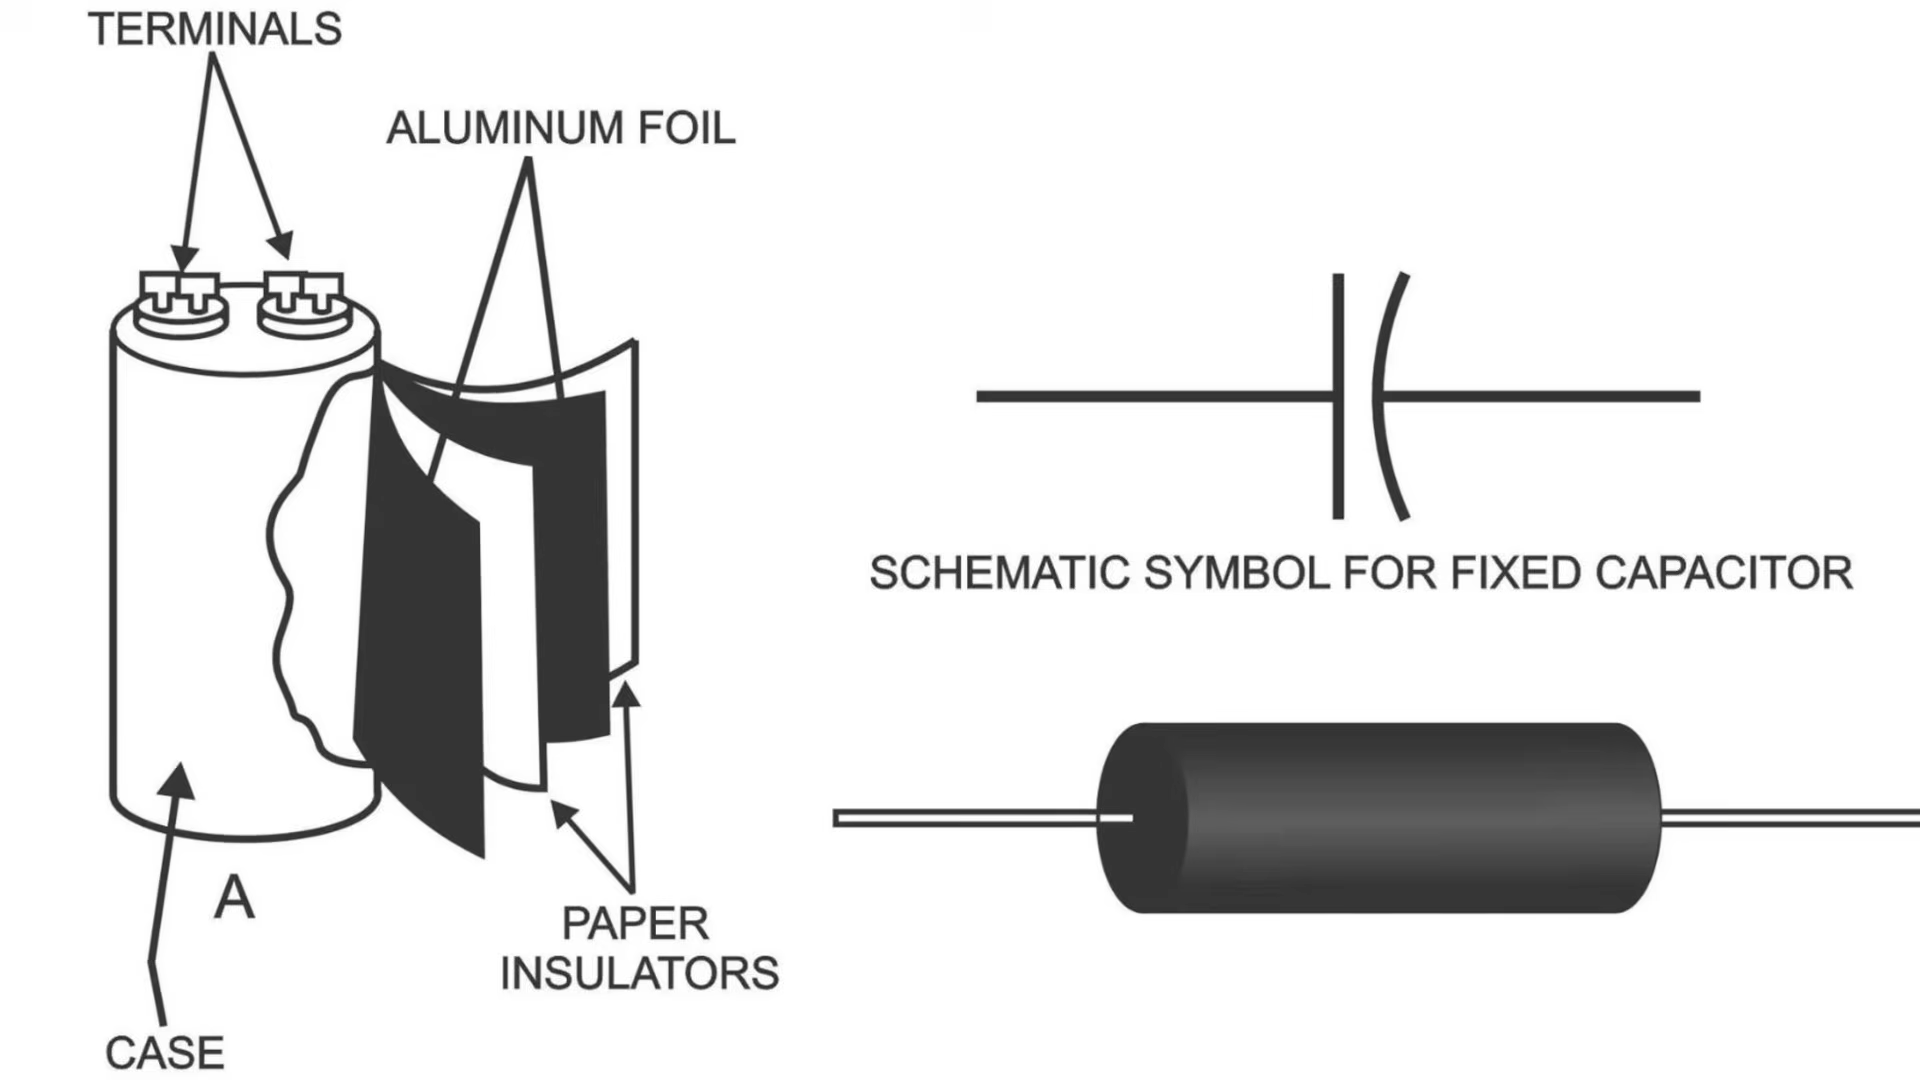 TERMINALS
ALUMINUM FOIL
SCHEMATIC SYMBOL FOR FIXED CAPACITOR
A
PAPER
INSULATORS
CASE